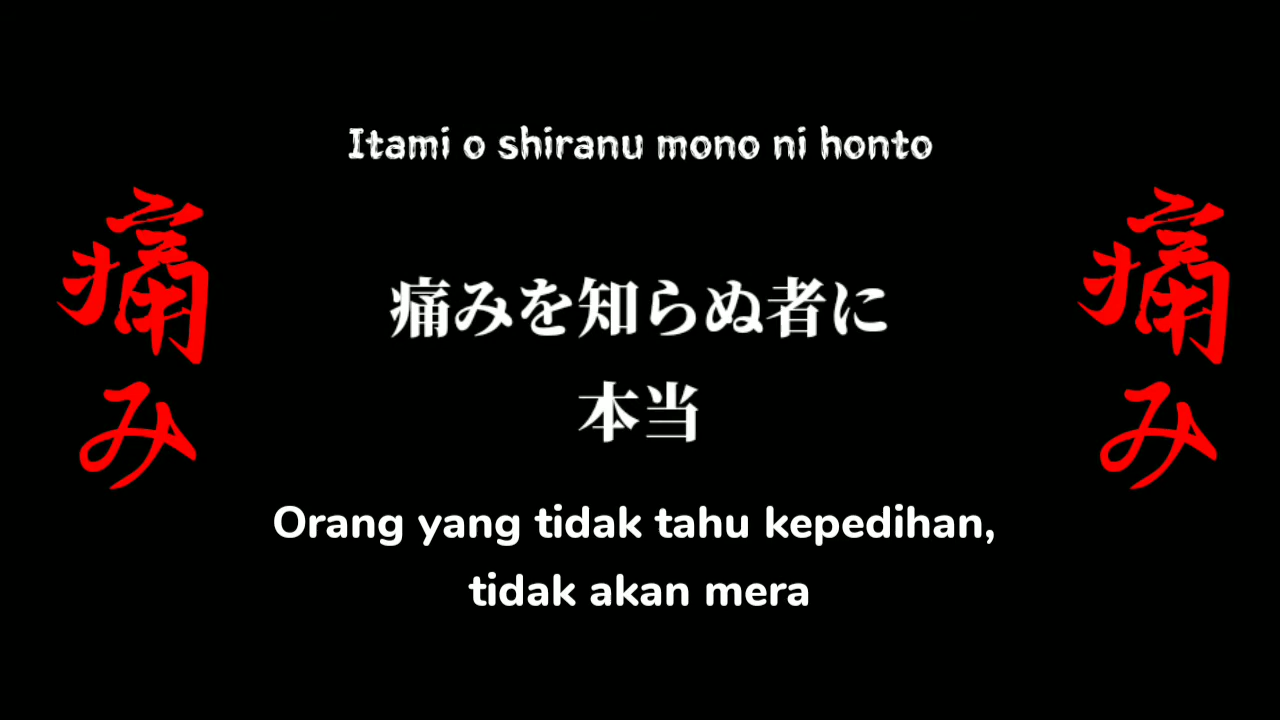 Itami o shiranu mono ni honto
痛み
痛みを知らぬ者に
本当
痛み
Orang yang tidak tahu kepedihan,
tidak akan mera